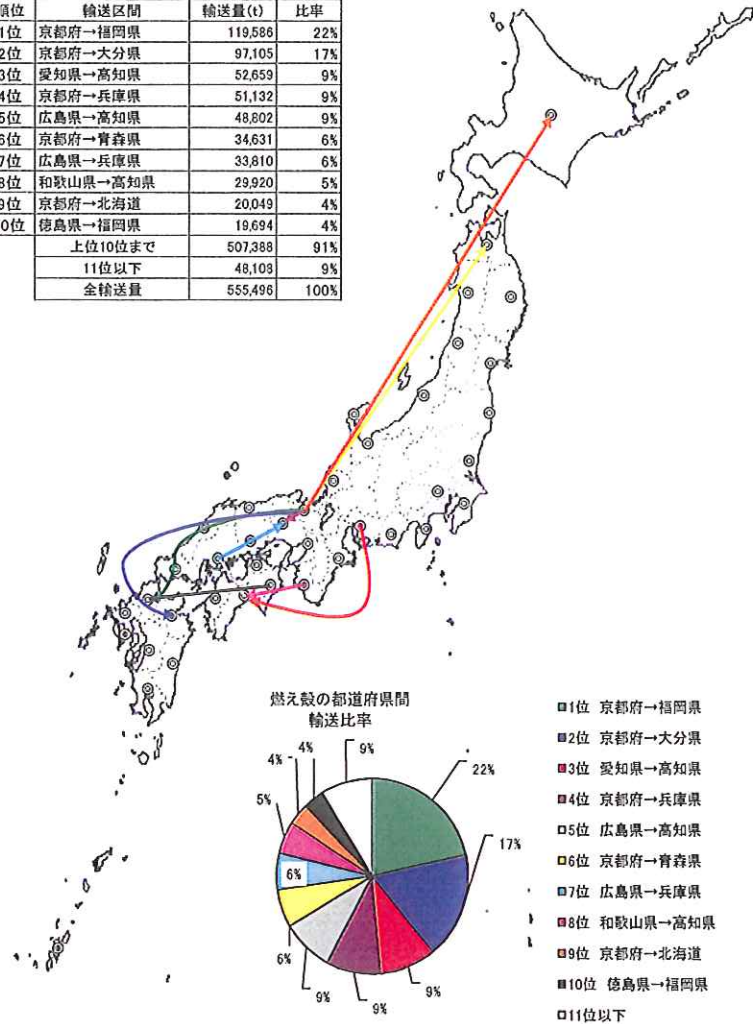 順位 輸送区間 輸送量(t) 比率
1位 京都府→福岡県 119,586 22%
2位 京都府→大分県 97,105 17%
3位 愛知県→高知県 52,659 9%
4位 京都府→兵庫県 51,132 9%
5位 広島県→高知県 48,802 9%
6位 京都府→青森県 34,631 6%
7位 広島県→兵庫県 33,810 6%
8位 和歌山県→高知県 29,920 5%
9位 京都府→北海道 20,049 4%
0位 徳島県→福岡県 19,694 4%
上位10位まで 507,388 91%
11位以下 48,108 9%
全輸送量 555,496 100%
燃え殻の都道府県間
輸送比率
22%
17%
9%
9%
9%
6%
6%
5%
4%
4%
9%
1位 京都府→福岡県
2位 京都府→大分県
3位 愛知県→高知県
4位 京都府→兵庫県
5位 広島県→高知県
6位 京都府→青森県
7位 広島県→兵庫県
8位 和歌山県→高知県
9位 京都府→北海道
10位 徳島県→福岡県
11位以下